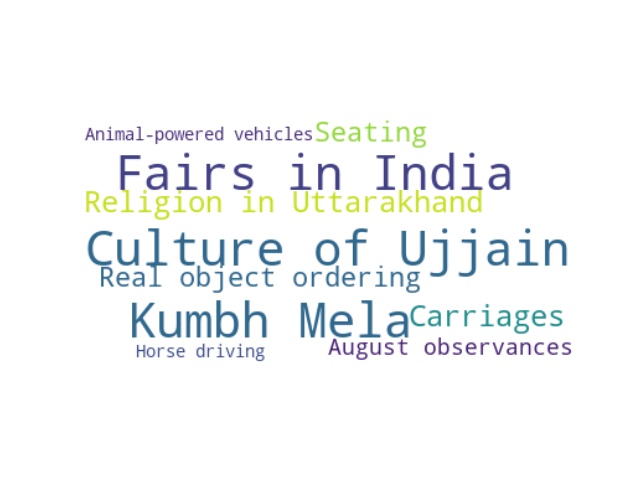 Animal-powered vehicles
Seating
Fairs in India
Religion in Uttarakhand
Culture of Ujjain
Real object ordering
Kumbh Mela
Carriages
Horse driving
August observances